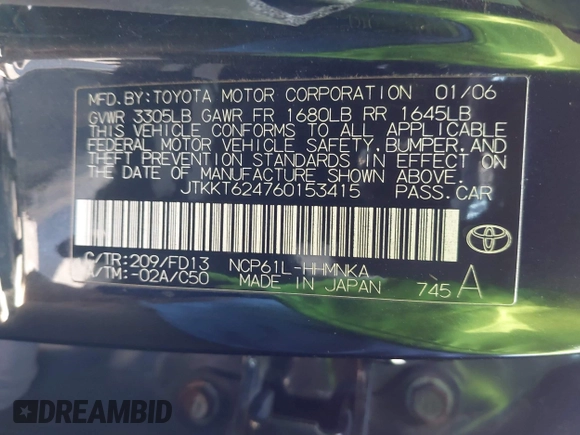 MFD.BY:TOYOTA MOTOR CORPORATION 01/06
GVWR 3305LB GAWR FR 1680LB RR 1645LB
THIS VEHICLE CONFORMS TO ALL APPLICABLE
FEDERAL MOTOR VEHICLE SAFETY, BUMPER, AND
THEFT PREVENTION STANDARDS IN EFFECT ON
THE DATE OF MANUFACTURE SHOWN ABOVE.
JTKKT624760153415 PASS.CAR
C/TR:209/FD13 NCP61L-HHMNKA
A/TM:-02A/C50 MADE IN JAPAN 745 A
DREAMBID